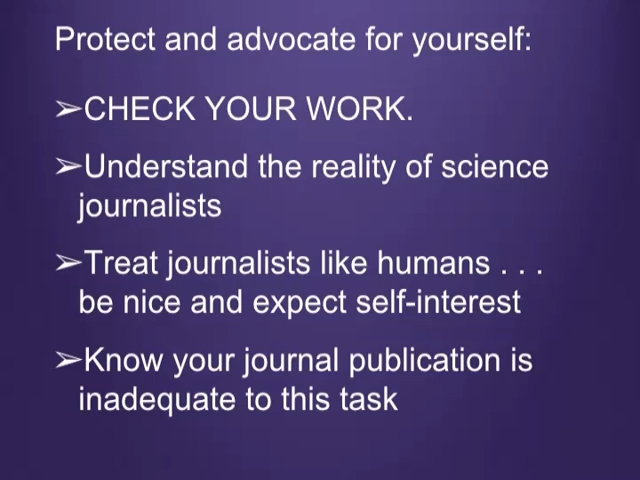 Protect and advocate for yourself:
➢CHECK YOUR WORK.
➢Understand the reality of science
journalists
➢Treat journalists like humans . . .
be nice and expect self-interest
➢Know your journal publication is
inadequate to this task